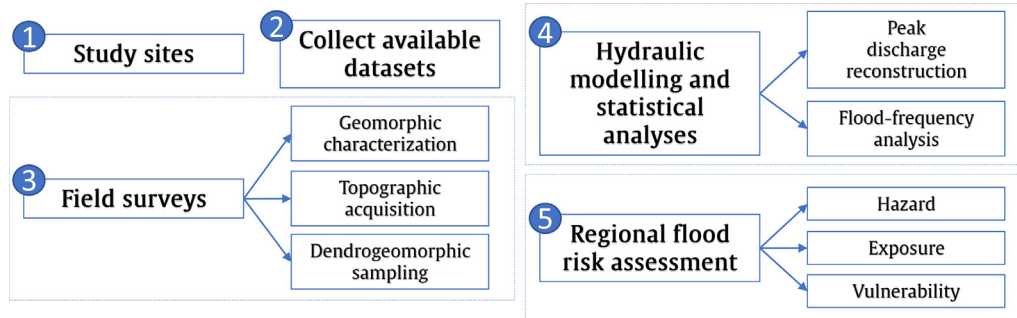 1
Study sites
2
Collect available
datasets
3
Field surveys
Geomorphic
characterization
Topographic
acquisition
Dendrogeomorphic
sampling
4
Hydraulic
modelling and
statistical
analyses
Peak
discharge
reconstruction
Flood-frequency
analysis
5
Regional flood
risk assessment
Hazard
Exposure
Vulnerability